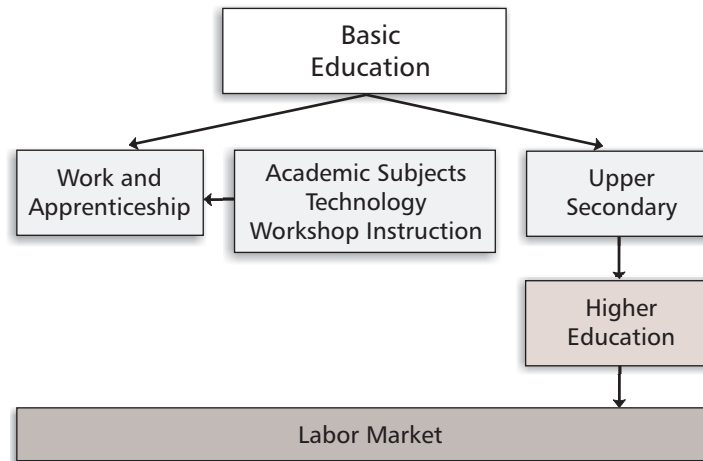 Basic
Education
Work and
Apprenticeship
Academic Subjects
Technology
Workshop Instruction
Upper
Secondary
Higher
Education
Labor Market